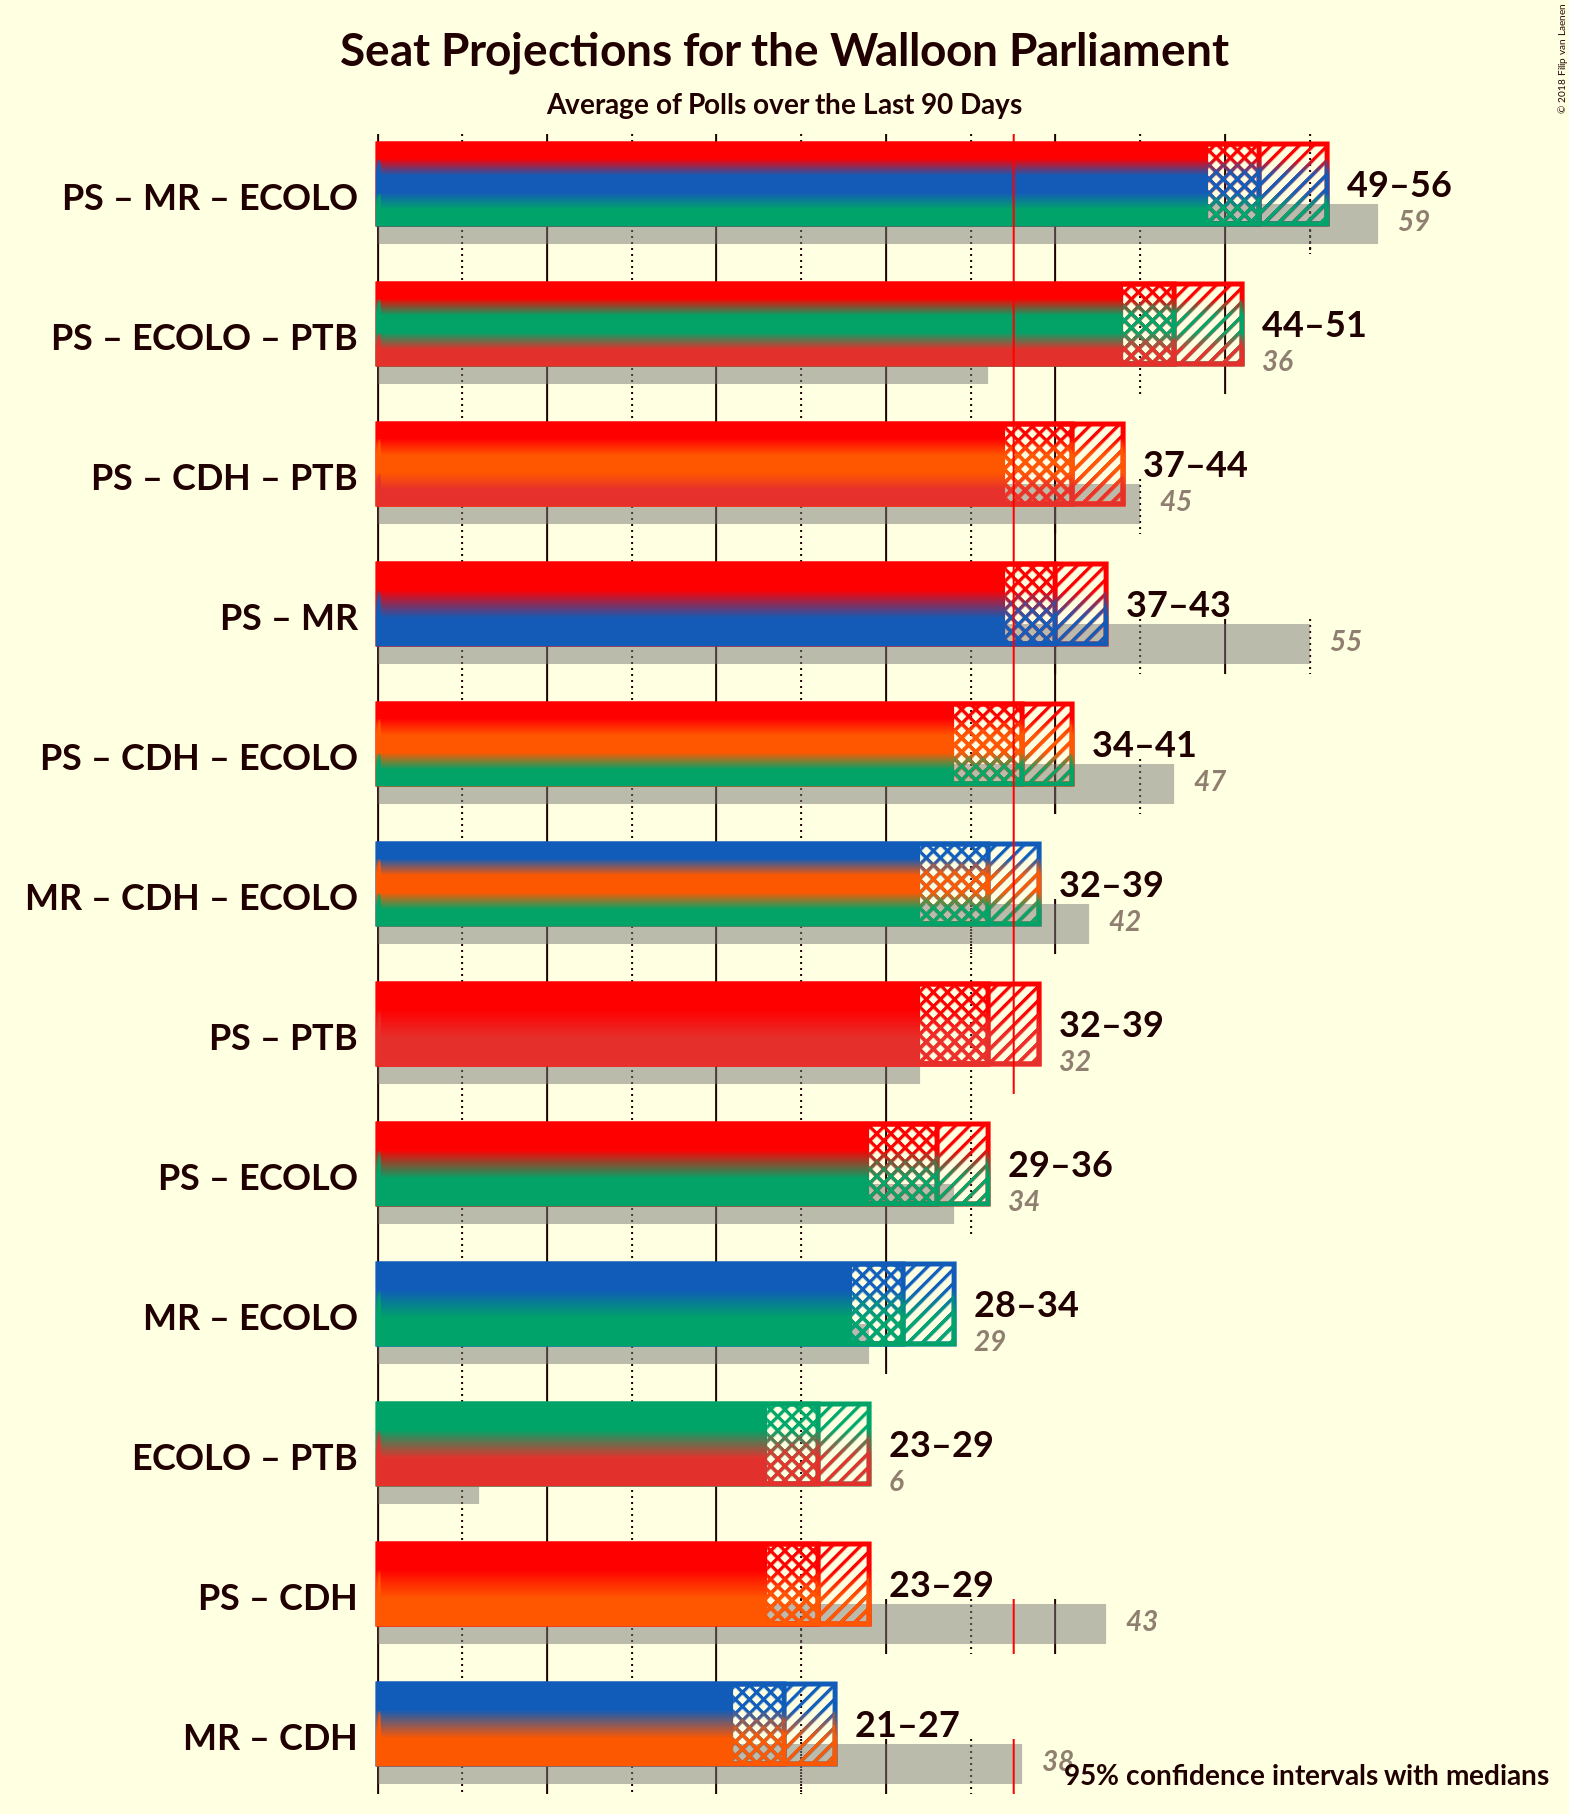 Seat Projections for the Walloon Parliament
Average of Polls over the Last 90 Days
© 2018 Filip van Laenen
PS – MR – ECOLO
49–56
59
PS – ECOLO – PTB
44–51
36
PS – CDH – PTB
37–44
45
PS – MR
37–43
55
PS – CDH – ECOLO
34–41
47
MR – CDH – ECOLO
32–39
42
PS – PTB
32–39
32
PS – ECOLO
29–36
34
MR – ECOLO
28–34
29
ECOLO – PTB
23–29
6
PS – CDH
23–29
43
MR – CDH
21–27
38
95% confidence intervals with medians